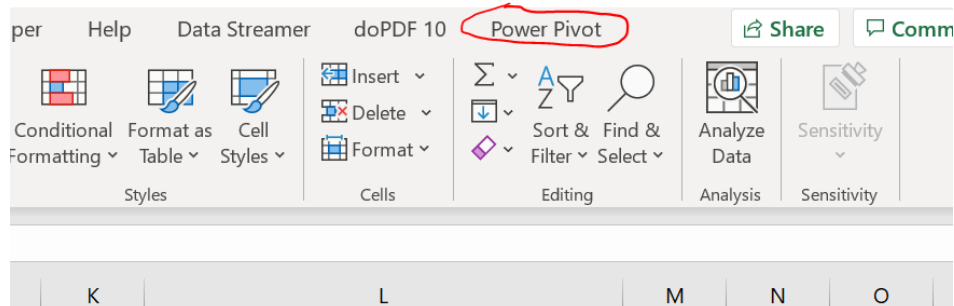 per Help Data Streamer doPDF 10 Power Pivot Share Comm
Insert
Delete
Format
Conditional Formatting
Format as Table
Cell Styles
Sort & Filter
Find & Select
Analyze Data
Sensitivity
Styles Cells Editing Analysis Sensitivity
K L M N O